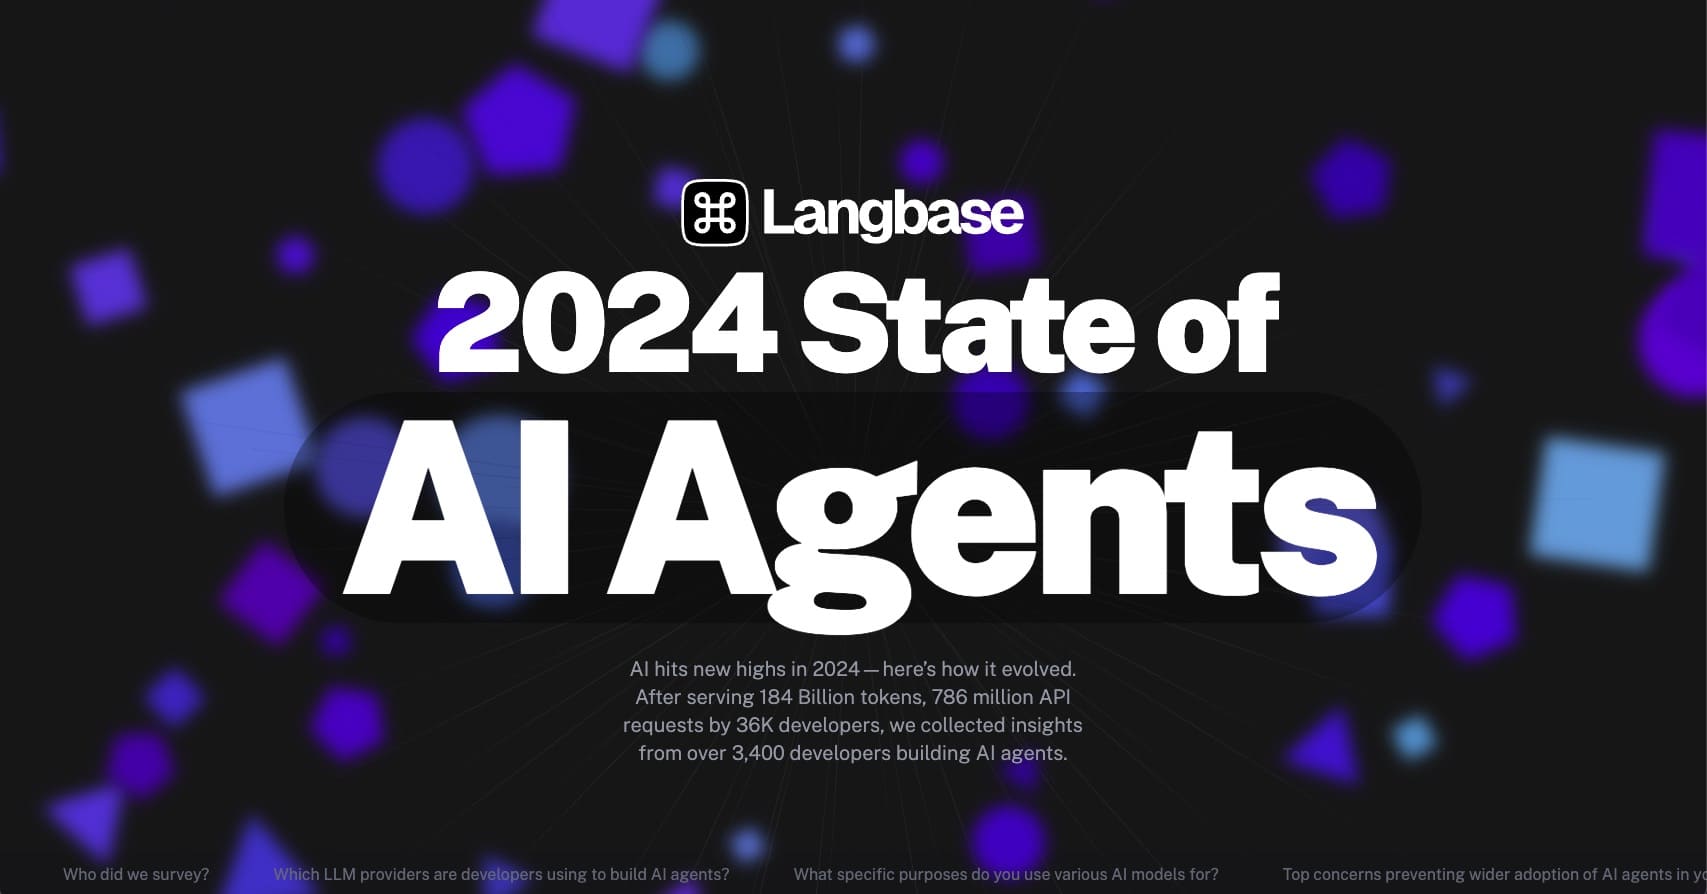 Langbase
2024 State of
AI Agents
AI hits new highs in 2024 — here’s how it evolved.
After serving 184 Billion tokens, 786 million API
requests by 36K developers, we collected insights
from over 3,400 developers building AI agents.
Who did we survey? Which LLM providers are developers using to build AI agents? What specific purposes do you use various AI models for? Top concerns preventing wider adoption of AI agents in